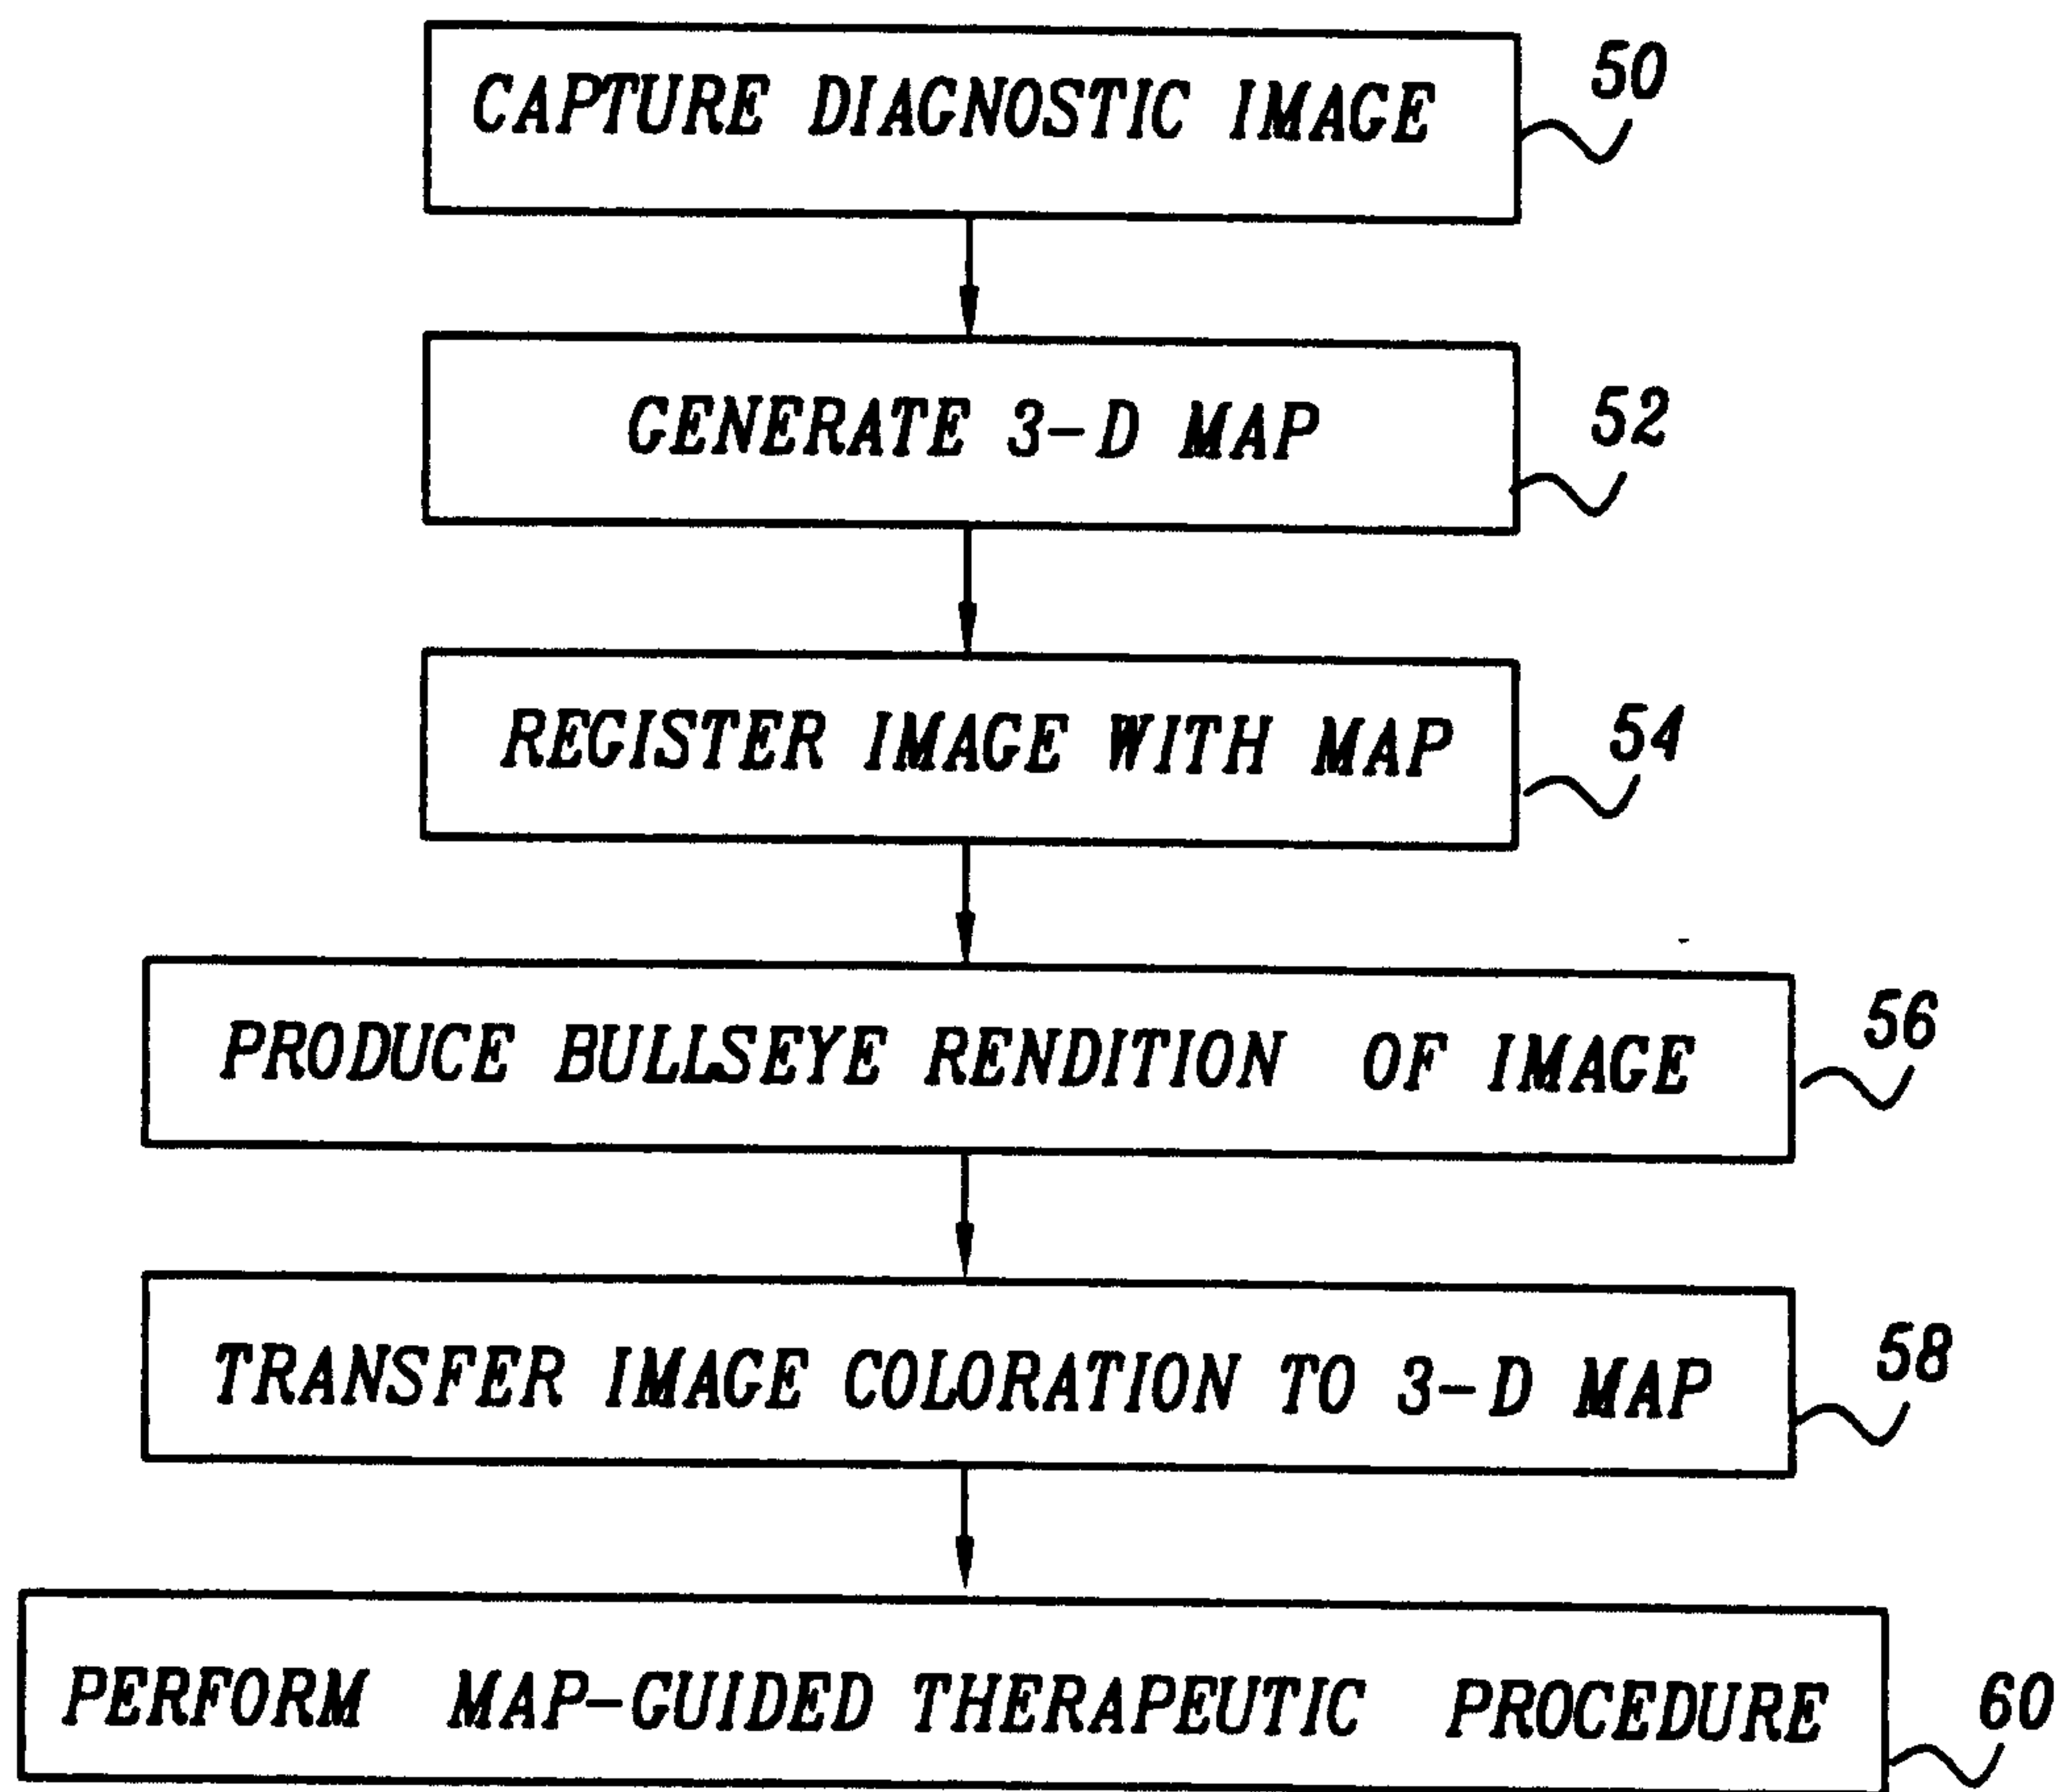 CAPTURE DIAGNOSTIC IMAGE
50
GENERATE 3-D MAP
52
REGISTER IMAGE WITH MAP
54
PRODUCE BULLSEYE RENDITION OF IMAGE
56
TRANSFER IMAGE COLORATION TO 3-D MAP
58
PERFORM MAP-GUIDED THERAPEUTIC PROCEDURE
60